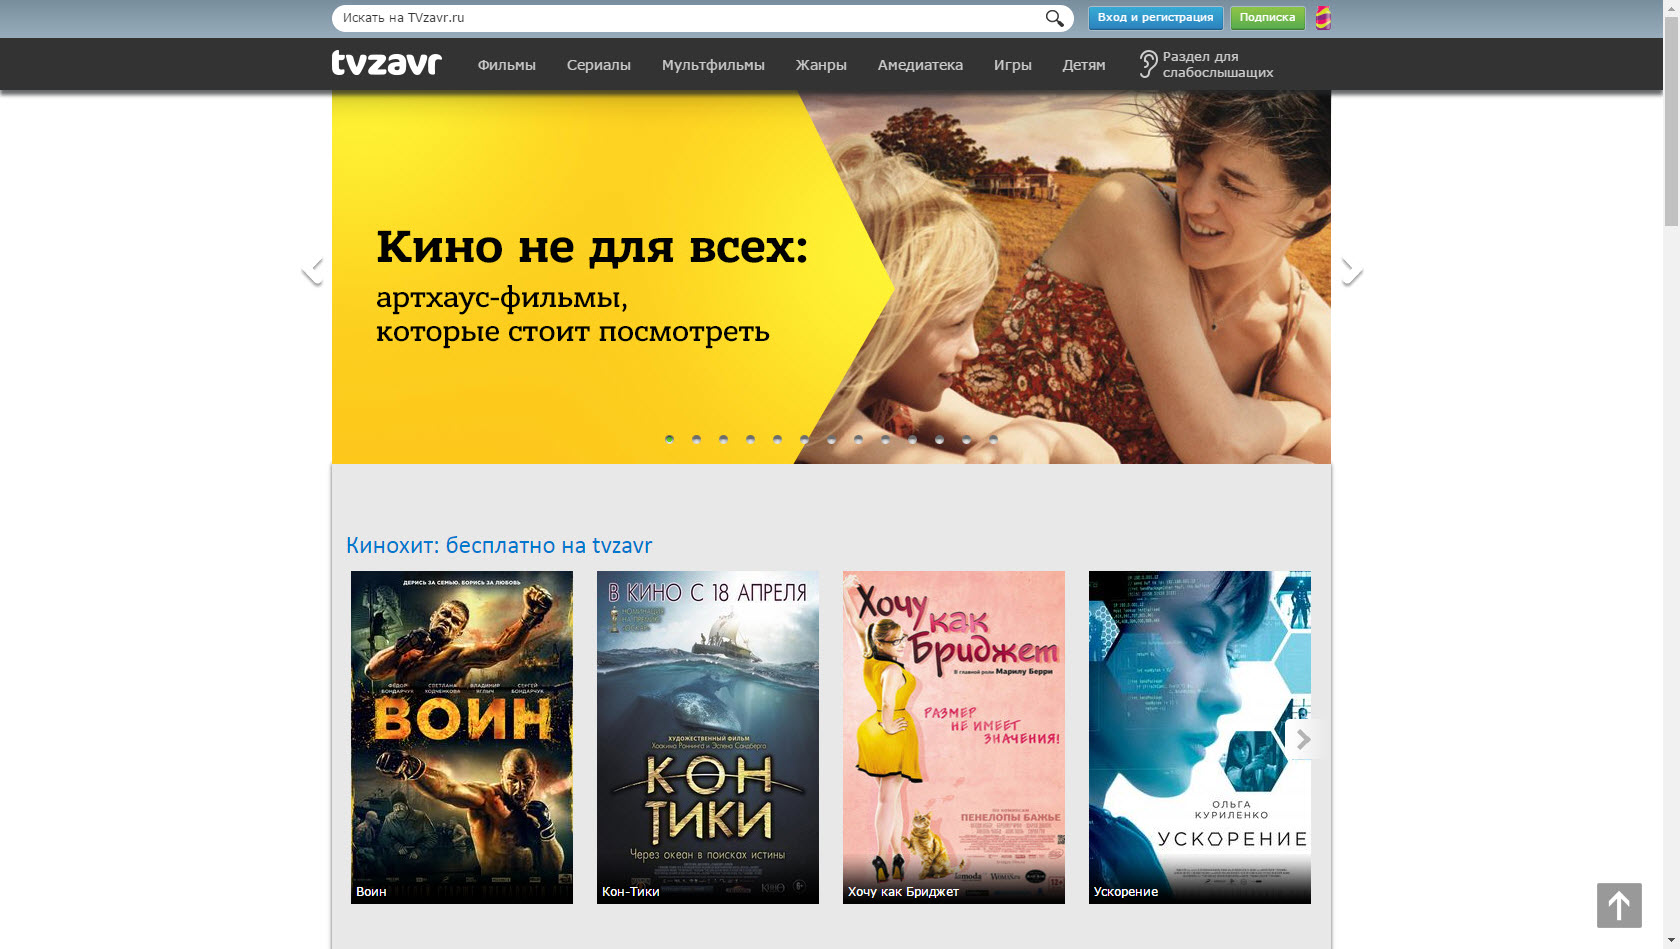 Искать на TVzavr.ru
Вход и регистрация
Подписка
tvzavr
Фильмы
Сериалы
Мультфильмы
Жанры
Амедиатека
Игры
Детям
Раздел для
слабослышащих
Кино не для всех:
артхаус-фильмы,
которые стоит посмотреть
Кинохит: бесплатно на tvzavr
ДЕРИСЬ ЗА СЕМЬЮ. БОРИСЬ ЗА ЛЮБОВЬ
ФЁДОР БОНДАРЧУК
СВЕТЛАНА ХОДЧЕНКОВА
ВЛАДИМИР ЯГЛЫЧ
СЕРГЕЙ БОНДАРЧУК
ВОИН
Воин
В КИНО С 18 АПРЕЛЯ
НОМИНАЦИЯ
НА ПРЕМИЮ
ОСКАР
ХУДОЖЕСТВЕННЫЙ ФИЛЬМ
Хоакима Роннинга и Эспена Сандберга
КОН
ТИКИ
Через океан в поисках истины
Кон-Тики
Хочу
как
Бриджет
В главной роли Марилу Берри
РАЗМЕР
НЕ ИМЕЕТ
ЗНАЧЕНИЯ!
ПЕНЕЛОПЫ БАЖЬЕ
lamoda
12+
Хочу как Бриджет
ОЛЬГА
КУРИЛЕНКО
УСКОРЕНИЕ
Ускорение